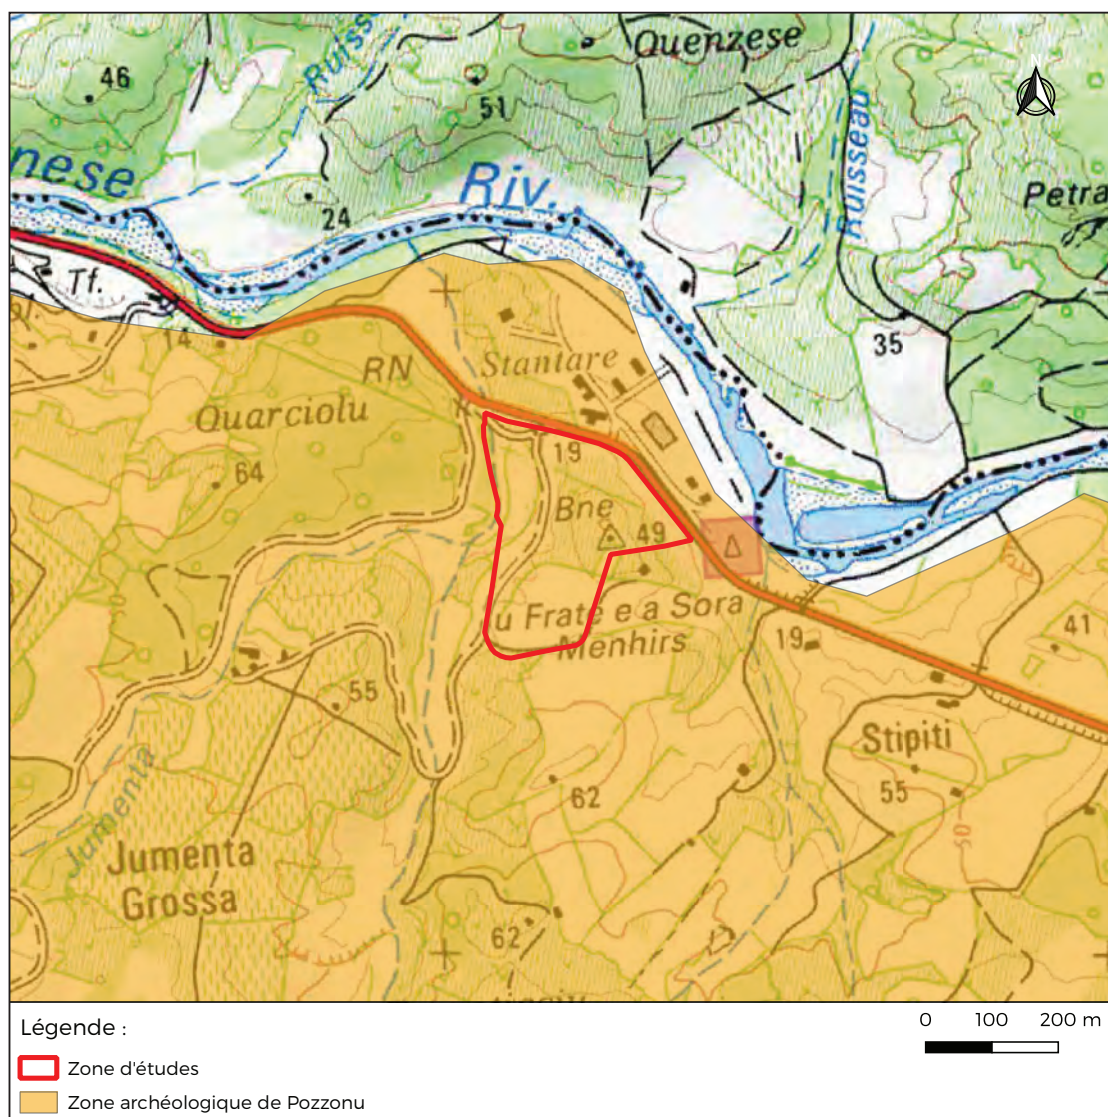 46
Ruiss
Quenzese
51
nese
Riv.
Ruisseau
24
Petra
Tf.
14
RN
Stantare
35
Quarciolu
19
64
Bne
49
u Frate e a Sora
Menhirs
19
41
55
Stipiti
62
55
50
Jumenta
Jumenta
Grossa
62
Légende :
0 100 200 m
Zone d'études
Zone archéologique de Pozzonu